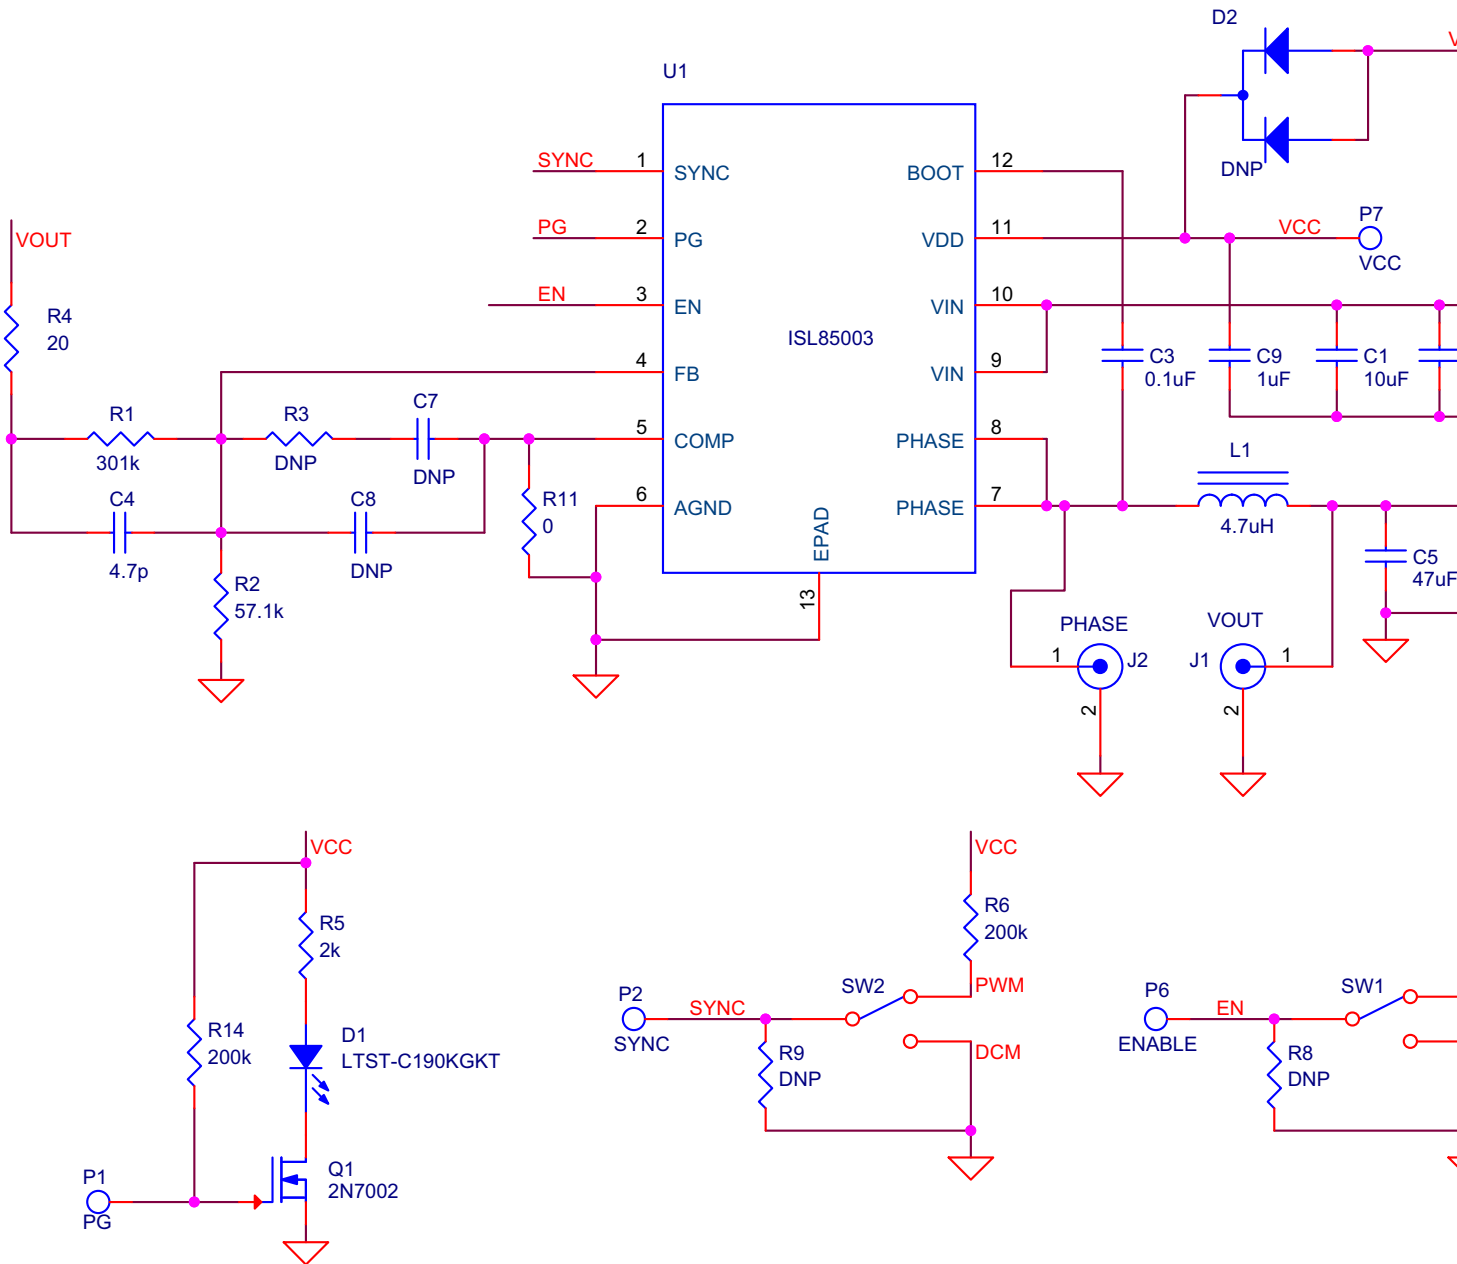 D2
V
U1
DNP
SYNC 1 SYNC BOOT 12
PG 2 PG VDD 11 VCC P7
VCC
VOUT
EN 3 EN VIN 10
R4
20
ISL85003
4 FB VIN 9
C3
0.1uF
C9
1uF
C1
10uF
R1
301k
R3
DNP
C7
DNP
5 COMP PHASE 8
L1
4.7uH
C4
4.7p
C8
DNP
R11
0
6 AGND PHASE 7
EPAD
13
C5
47uF
R2
57.1k
PHASE
1 J2
2
VOUT
J1 1
2
VCC
R5
2k
R14
200k
D1
LTST-C190KGKT
P1
PG
Q1
2N7002
VCC
R6
200k
P2
SYNC
SYNC
SW2
PWM
DCM
R9
DNP
P6
ENABLE
EN
SW1
R8
DNP